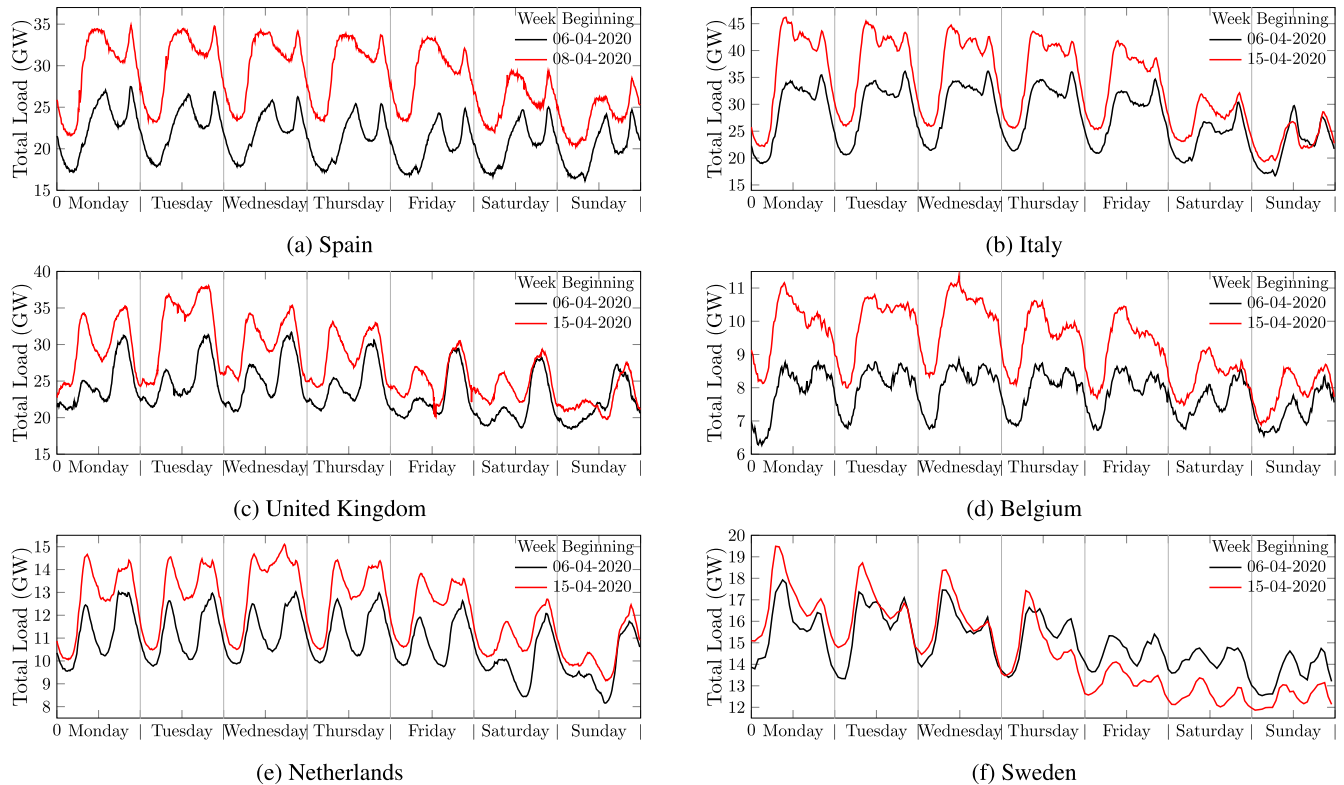 Total Load (GW)
35
30
25
20
15
Week Beginning
06-04-2020
08-04-2020
0 Monday | Tuesday |Wednesday| Thursday | Friday | Saturday | Sunday |
(a) Spain
Total Load (GW)
45
40
35
30
25
20
15
Week Beginning
06-04-2020
15-04-2020
0 Monday | Tuesday |Wednesday| Thursday | Friday | Saturday | Sunday |
(b) Italy
Total Load (GW)
40
35
30
25
20
15
Week Beginning
06-04-2020
15-04-2020
0 Monday | Tuesday |Wednesday| Thursday | Friday | Saturday | Sunday |
(c) United Kingdom
Total Load (GW)
11
10
9
8
7
6
Week Beginning
06-04-2020
15-04-2020
0 Monday | Tuesday |Wednesday| Thursday | Friday | Saturday | Sunday |
(d) Belgium
Total Load (GW)
15
14
13
12
11
10
9
8
Week Beginning
06-04-2020
15-04-2020
0 Monday | Tuesday |Wednesday| Thursday | Friday | Saturday | Sunday |
(e) Netherlands
Total Load (GW)
20
19
18
17
16
15
14
13
12
Week Beginning
06-04-2020
15-04-2020
0 Monday | Tuesday |Wednesday| Thursday | Friday | Saturday | Sunday |
(f) Sweden